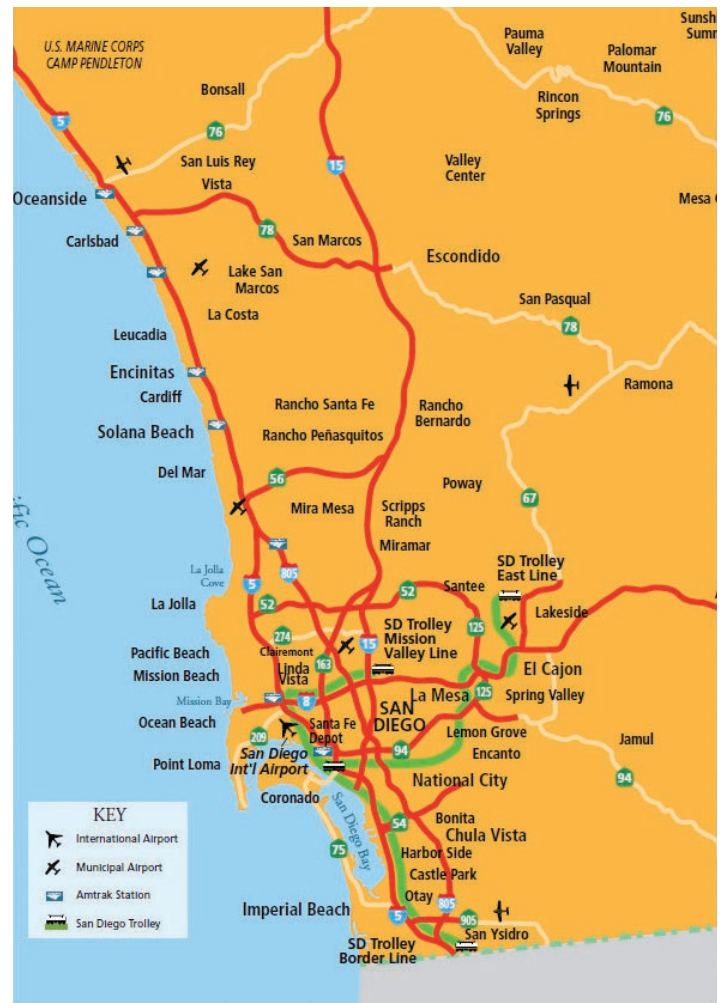 Sunsh
Summ
U.S. MARINE CORPS
CAMP PENDLETON
Pauma
Valley
Palomar
Mountain
Bonsall
Rincon
Springs
5
76
76
15
San Luis Rey
Valley
Center
Vista
Oceanside
Mesa
Carlsbad
78
San Marcos
Escondido
Lake San
Marcos
San Pasqual
La Costa
78
Leucadia
Encinitas
Ramona
Cardiff
Rancho Santa Fe
Rancho
Bernardo
Solana Beach
Rancho Peñasquitos
Del Mar
56
Poway
67
Mira Mesa
Scripps
Ranch
ific Ocean
Miramar
SD Trolley
East Line
La Jolla
Cove
5
805
52
Santee
La Jolla
52
Lakeside
SD Trolley
Mission
Valley Line
125
274
Clairemont
15
Pacific Beach
163
Linda
Vista
El Cajon
Mission Beach
La Mesa
125
Spring Valley
Mission Bay
8
SAN
DIEGO
Ocean Beach
Santa Fe
Depot
Lemon Grove
209
94
Encanto
Jamul
San Diego
Int'l Airport
Point Loma
National City
94
Coronado
San Diego Bay
KEY
International Airport
Municipal Airport
Amtrak Station
San Diego Trolley
54
Bonita
Chula Vista
75
Harbor Side
Castle Park
Otay
805
Imperial Beach
5
905
San Ysidro
SD Trolley
Border Line